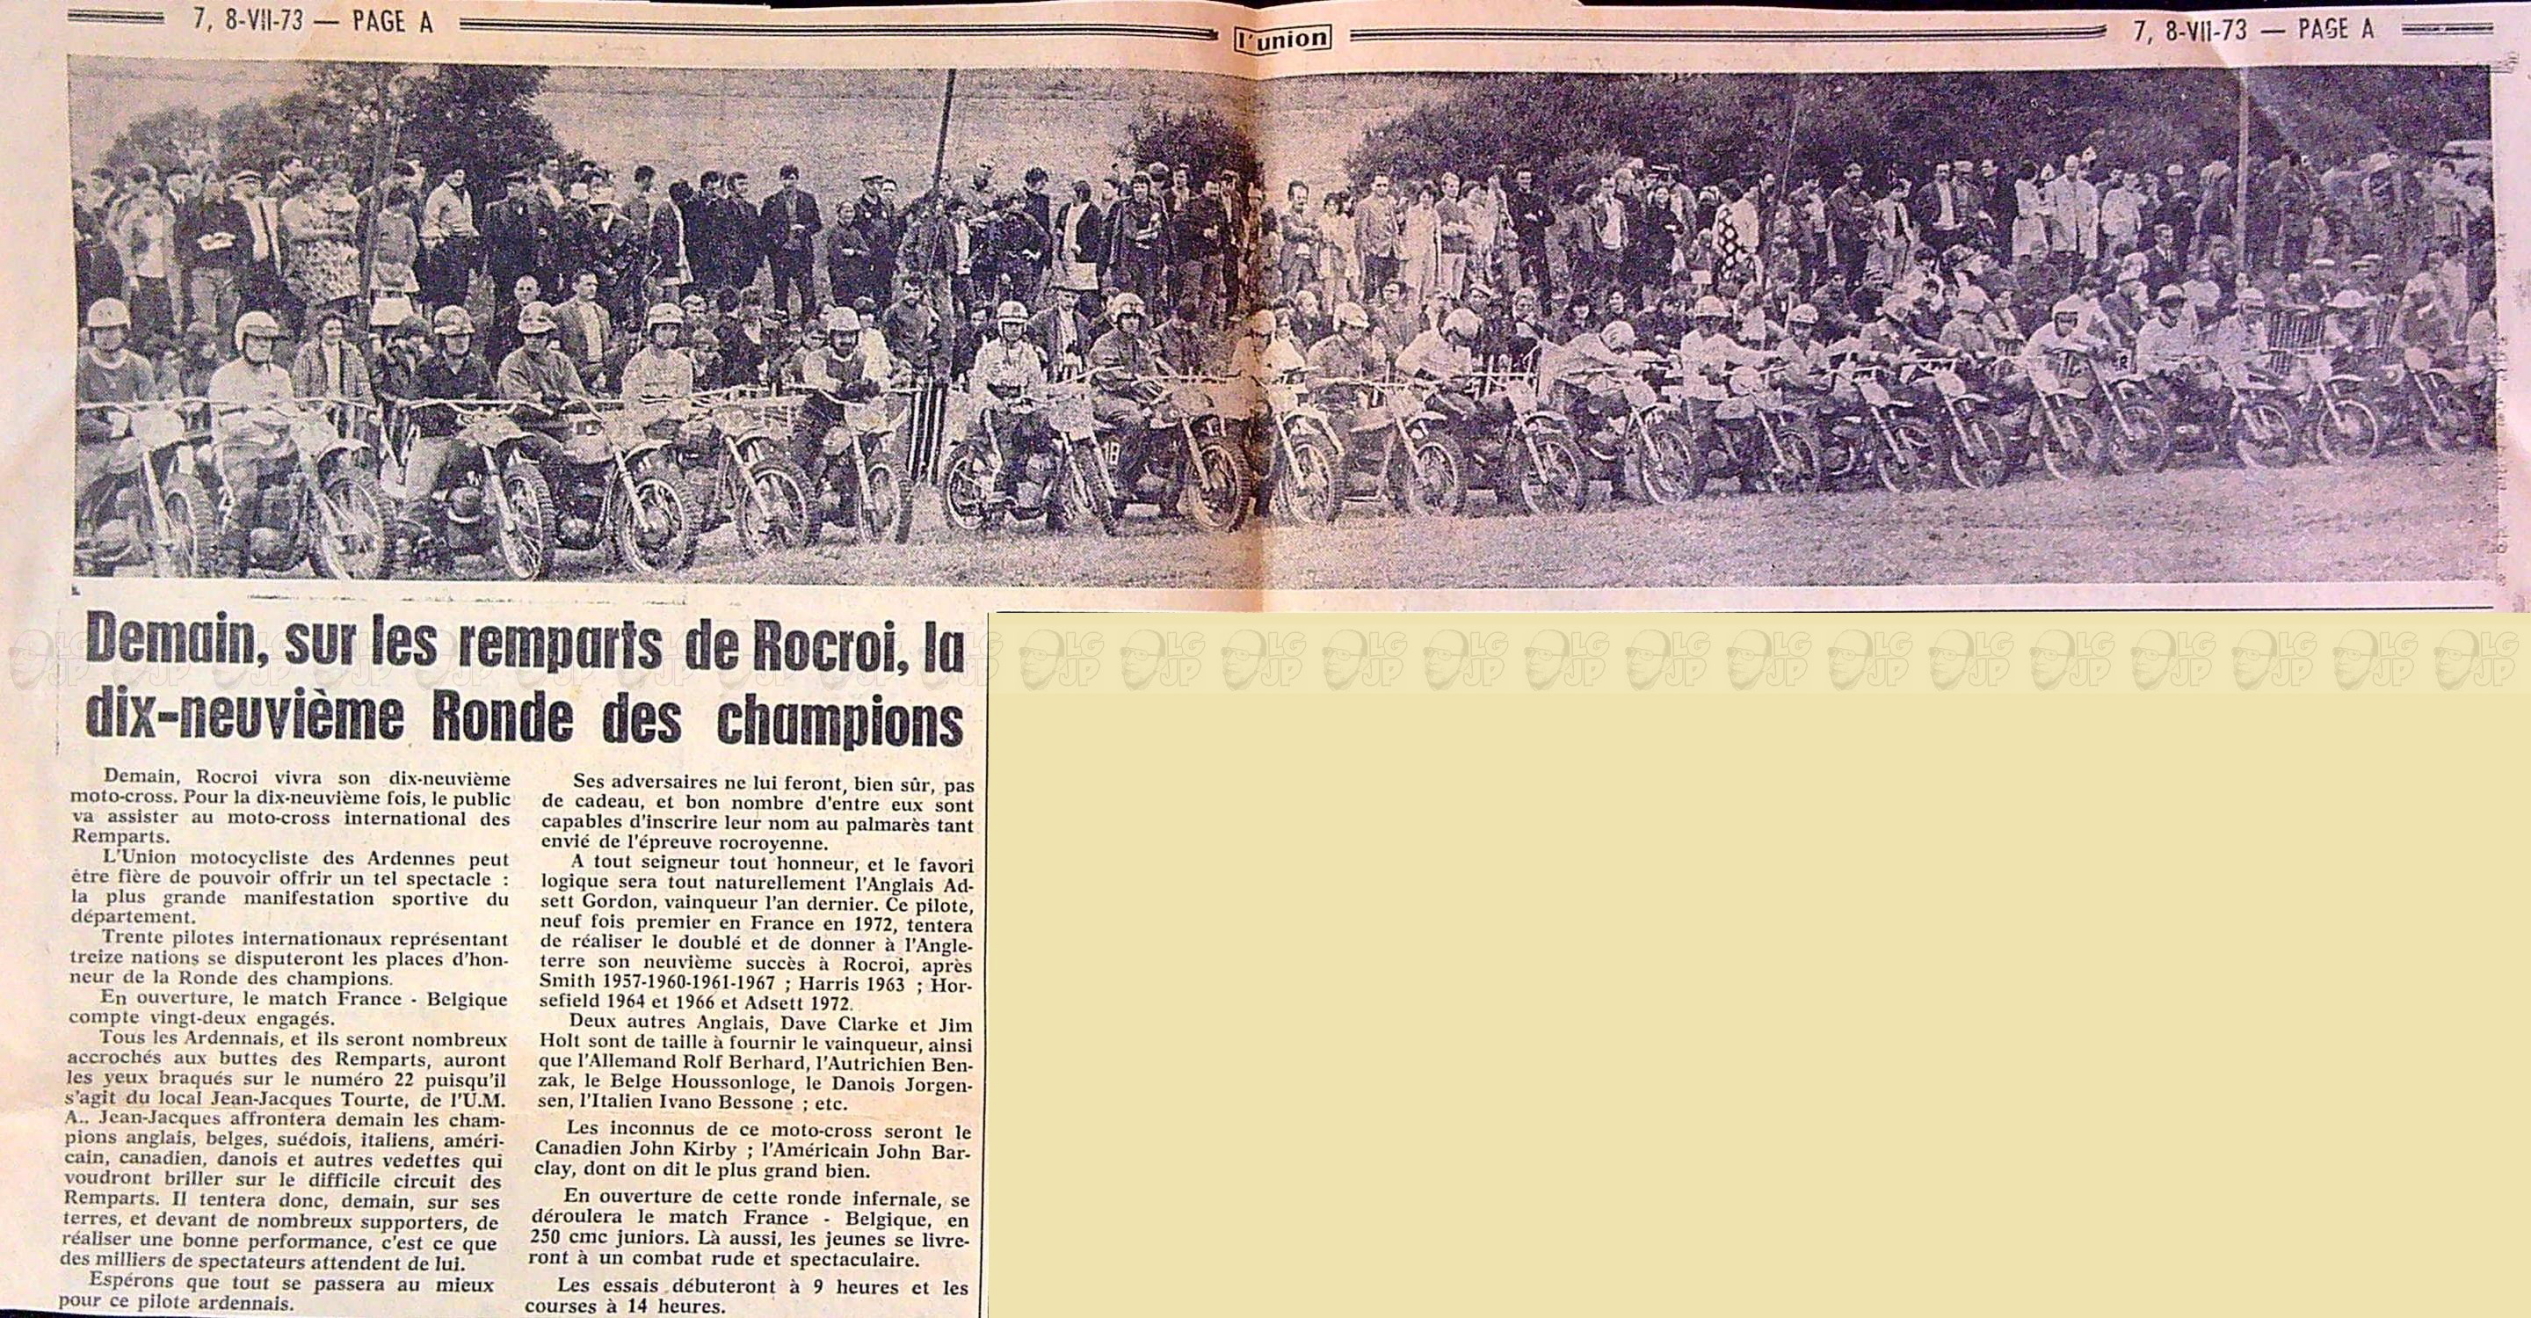 7, 8-VII-73 — PAGE A
l'union
7, 8-VII-73 — PAGE A
Demain, sur les remparts de Rocroi, la
dix-neuvième Ronde des champions
Demain, Rocroi vivra son dix-neuvième
moto-cross. Pour la dix-neuvième fois, le public
va assister au moto-cross international des
Remparts.
L'Union motocycliste des Ardennes peut
être fière de pouvoir offrir un tel spectacle :
la plus grande manifestation sportive du
département.
Trente pilotes internationaux représentant
treize nations se disputeront les places d'hon-
neur de la Ronde des champions.
En ouverture, le match France - Belgique
compte vingt-deux engagés.
Tous les Ardennais, et ils seront nombreux
accrochés aux buttes des Remparts, auront
les yeux braqués sur le numéro 22 puisqu'il
s'agit du local Jean-Jacques Tourte, de l'U.M.
A.. Jean-Jacques affrontera demain les cham-
pions anglais, belges, suédois, italiens, améri-
cain, canadien, danois et autres vedettes qui
voudront briller sur le difficile circuit des
Remparts. Il tentera donc, demain, sur ses
terres, et devant de nombreux supporters, de
réaliser une bonne performance, c'est ce que
des milliers de spectateurs attendent de lui.
Espérons que tout se passera au mieux
pour ce pilote ardennais.
Ses adversaires ne lui feront, bien sûr, pas
de cadeau, et bon nombre d'entre eux sont
capables d'inscrire leur nom au palmarès tant
envié de l'épreuve rocroyenne.
A tout seigneur tout honneur, et le favori
logique sera tout naturellement l'Anglais Ad-
sett Gordon, vainqueur l'an dernier. Ce pilote,
neuf fois premier en France en 1972, tentera
de réaliser le doublé et de donner à l'Angle-
terre son neuvième succès à Rocroi, après
Smith 1957-1960-1961-1967 ; Harris 1963 ; Hor-
sefield 1964 et 1966 et Adsett 1972.
Deux autres Anglais, Dave Clarke et Jim
Holt sont de taille à fournir le vainqueur, ainsi
que l'Allemand Rolf Berhard, l'Autrichien Ben-
zak, le Belge Houssonloge, le Danois Jorgen-
sen, l'Italien Ivano Bessone ; etc.
Les inconnus de ce moto-cross seront le
Canadien John Kirby ; l'Américain John Bar-
clay, dont on dit le plus grand bien.
En ouverture de cette ronde infernale, se
déroulera le match France - Belgique, en
250 cmc juniors. Là aussi, les jeunes se livre-
ront à un combat rude et spectaculaire.
Les essais débuteront à 9 heures et les
courses à 14 heures.
LG JP